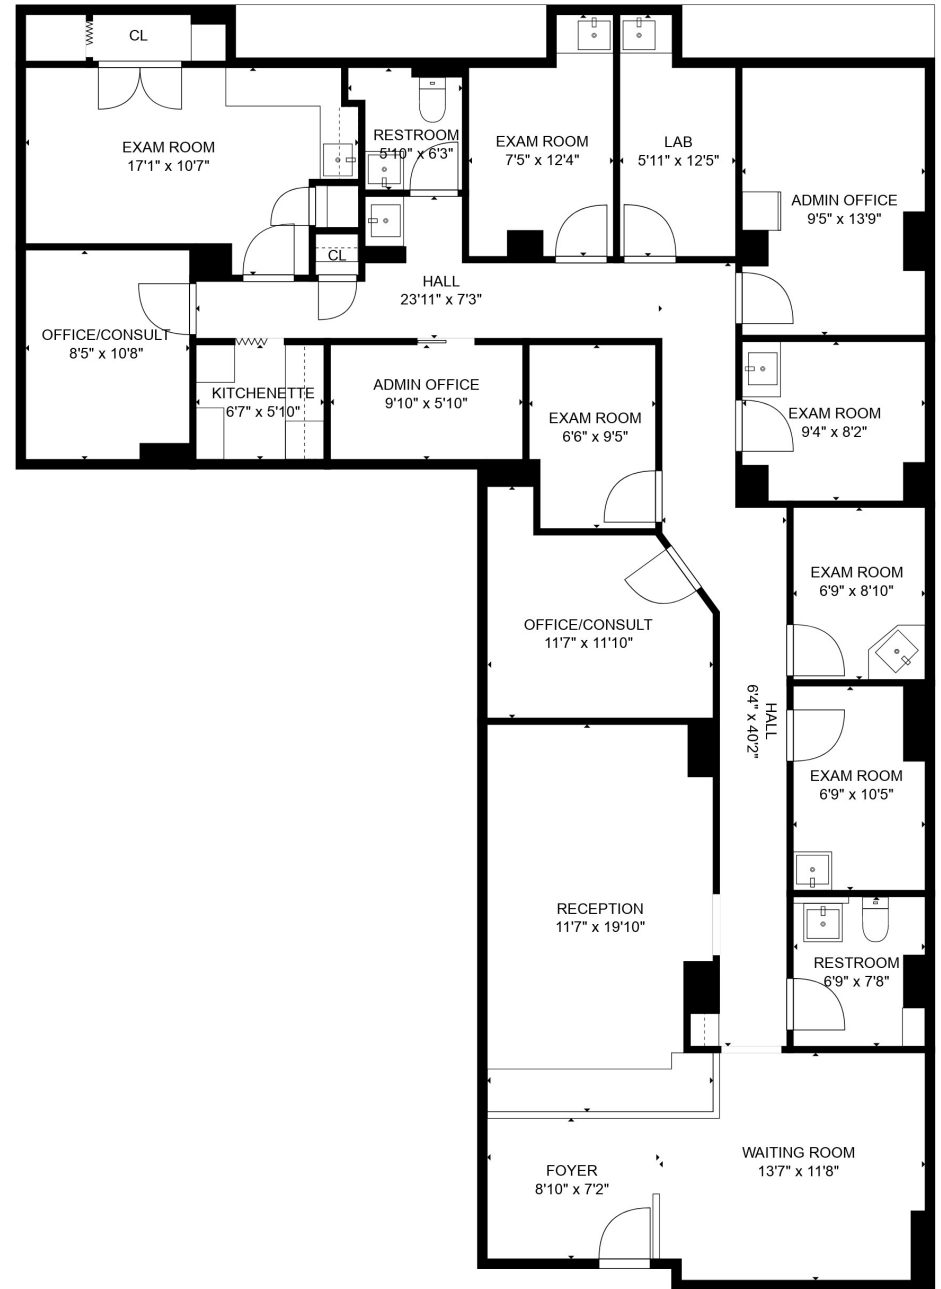 CL
EXAM ROOM
17'1" x 10'7"
RESTROOM
5'10" x 6'3"
EXAM ROOM
7'5" x 12'4"
LAB
5'11" x 12'5"
ADMIN OFFICE
9'5" x 13'9"
CL
HALL
23'11" x 7'3"
OFFICE/CONSULT
8'5" x 10'8"
KITCHENETTE
6'7" x 5'10"
ADMIN OFFICE
9'10" x 5'10"
EXAM ROOM
6'6" x 9'5"
EXAM ROOM
9'4" x 8'2"
EXAM ROOM
6'9" x 8'10"
OFFICE/CONSULT
11'7" x 11'10"
HALL
6'4" x 40'2"
EXAM ROOM
6'9" x 10'5"
RECEPTION
11'7" x 19'10"
RESTROOM
6'9" x 7'8"
WAITING ROOM
13'7" x 11'8"
FOYER
8'10" x 7'2"